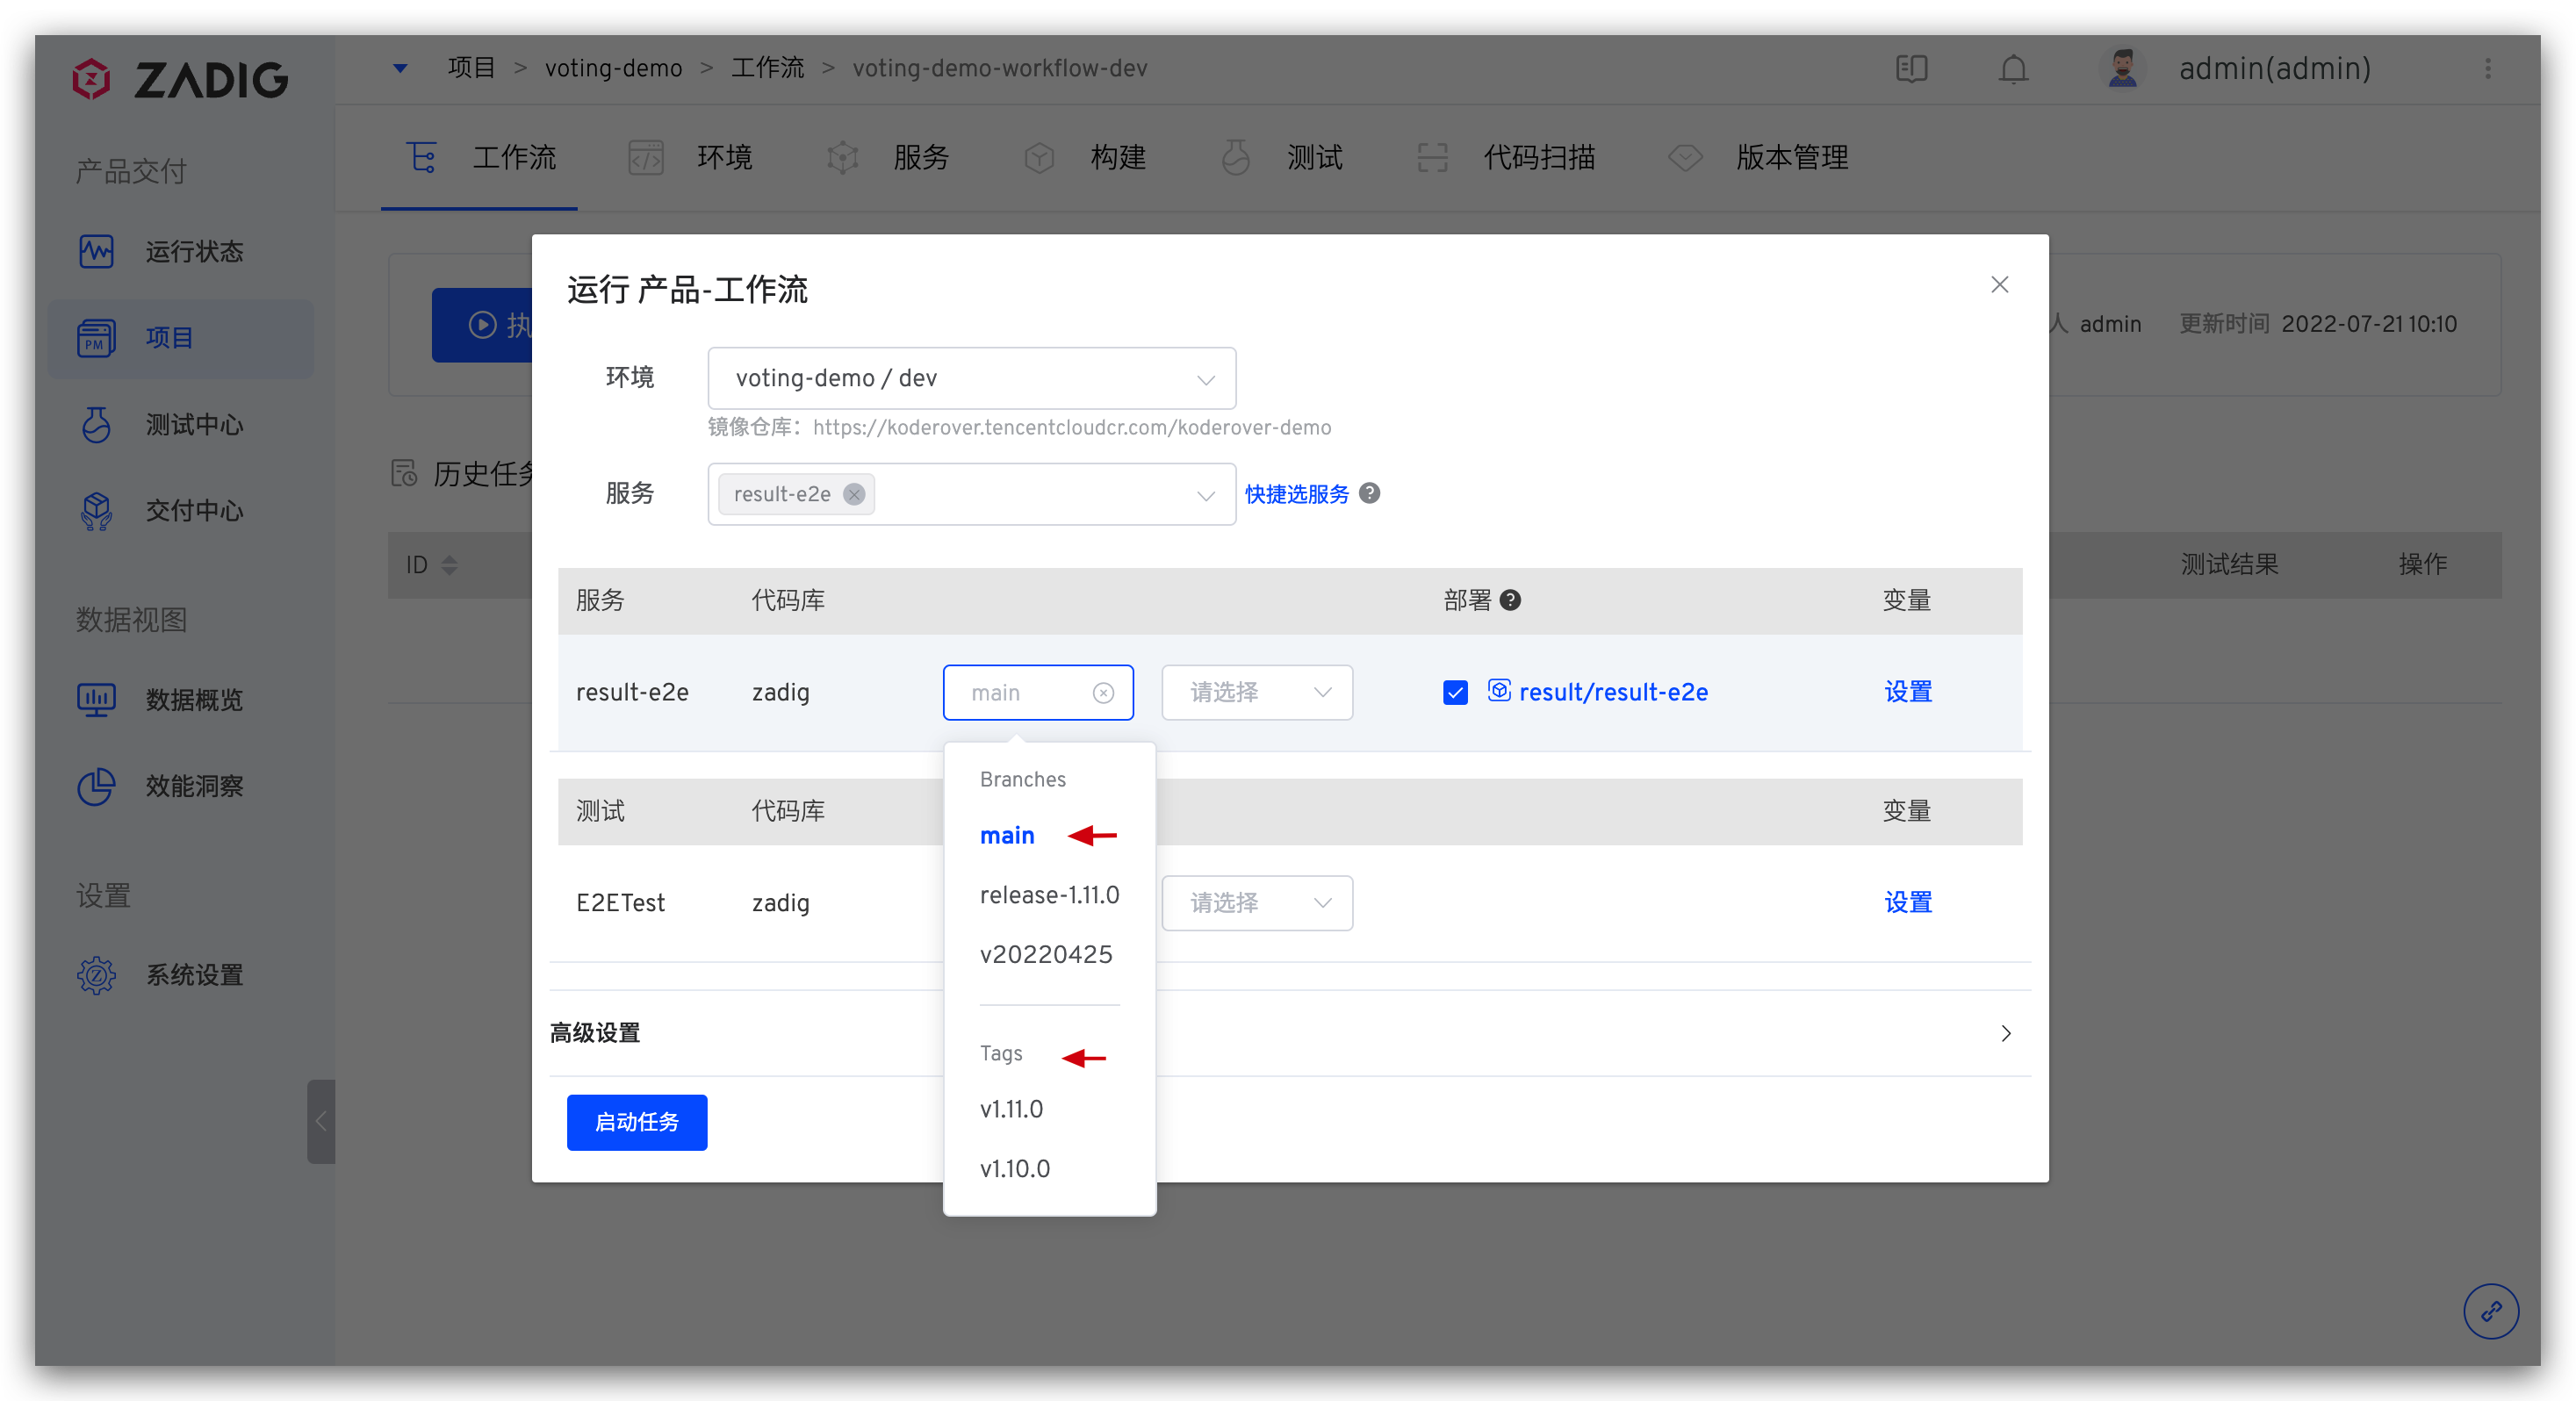 ZADIG
项目 > voting-demo > 工作流 > voting-demo-workflow-dev
admin(admin)
工作流 环境 服务 构建 测试 代码扫描 版本管理
产品交付
运行状态
PM 项目
测试中心
交付中心
数据视图
数据概览
效能洞察
设置
系统设置
执
人 admin 更新时间 2022-07-21 10:10
历史任务
ID 测试结果 操作
运行 产品-工作流
环境 voting-demo / dev
镜像仓库：https://koderover.tencentcloudcr.com/koderover-demo
服务 result-e2e 快捷选服务 ?
服务 代码库 部署 ? 变量
result-e2e zadig main 请选择 result/result-e2e 设置
测试 代码库 变量
E2ETest zadig 请选择 设置
Branches
main
release-1.11.0
v20220425
Tags
v1.11.0
v1.10.0
高级设置
启动任务